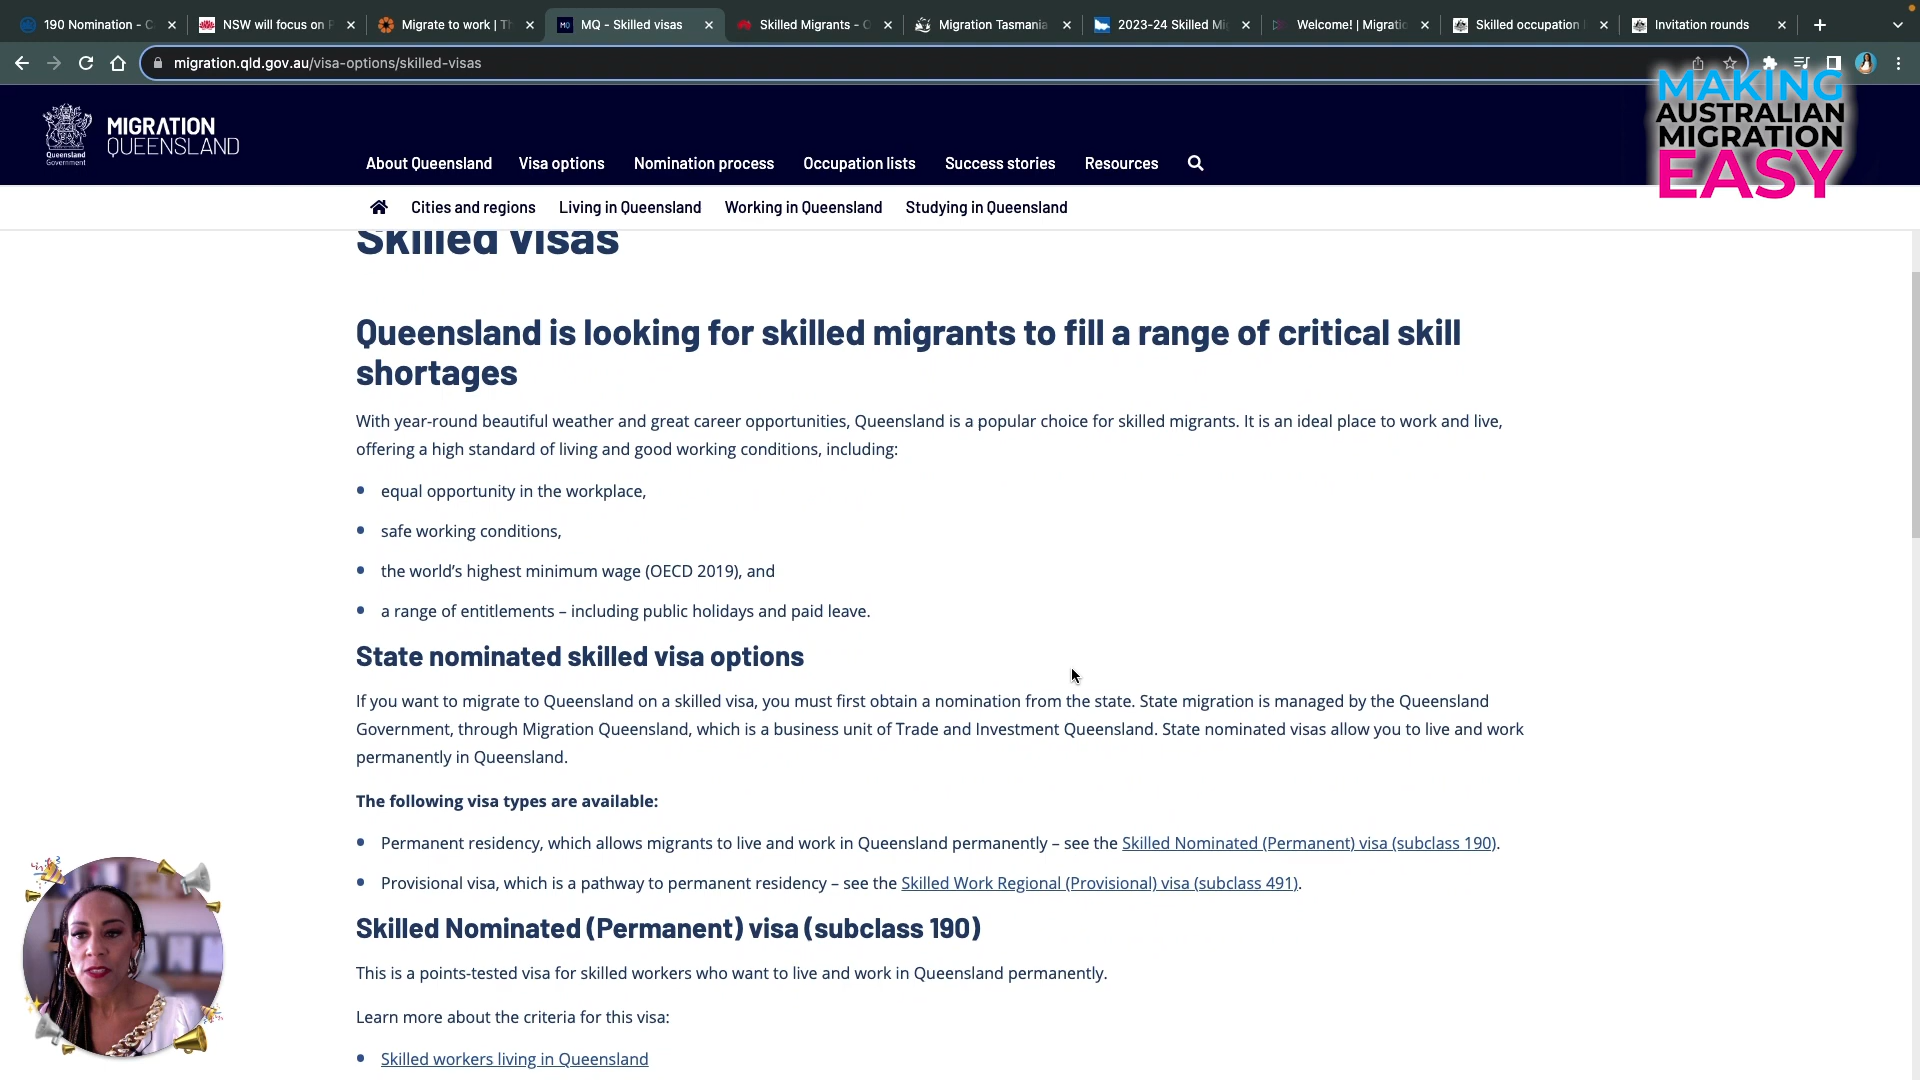 190 Nomination - C
NSW will focus on F
Migrate to work | Th
MQ - Skilled visas
Skilled Migrants - O
Migration Tasmania
2023-24 Skilled Mig
Welcome! | Migratio
Skilled occupation l
Invitation rounds
migration.qld.gov.au/visa-options/skilled-visas
MAKING
AUSTRALIAN
MIGRATION
EASY
Queensland
Government
MIGRATION
QUEENSLAND
About Queensland
Visa options
Nomination process
Occupation lists
Success stories
Resources
Cities and regions
Living in Queensland
Working in Queensland
Studying in Queensland
Skilled visas
Queensland is looking for skilled migrants to fill a range of critical skill
shortages
With year-round beautiful weather and great career opportunities, Queensland is a popular choice for skilled migrants. It is an ideal place to work and live,
offering a high standard of living and good working conditions, including:
equal opportunity in the workplace,
safe working conditions,
the world’s highest minimum wage (OECD 2019), and
a range of entitlements – including public holidays and paid leave.
State nominated skilled visa options
If you want to migrate to Queensland on a skilled visa, you must first obtain a nomination from the state. State migration is managed by the Queensland
Government, through Migration Queensland, which is a business unit of Trade and Investment Queensland. State nominated visas allow you to live and work
permanently in Queensland.
The following visa types are available:
Permanent residency, which allows migrants to live and work in Queensland permanently – see the Skilled Nominated (Permanent) visa (subclass 190).
Provisional visa, which is a pathway to permanent residency – see the Skilled Work Regional (Provisional) visa (subclass 491).
Skilled Nominated (Permanent) visa (subclass 190)
This is a points-tested visa for skilled workers who want to live and work in Queensland permanently.
Learn more about the criteria for this visa:
Skilled workers living in Queensland